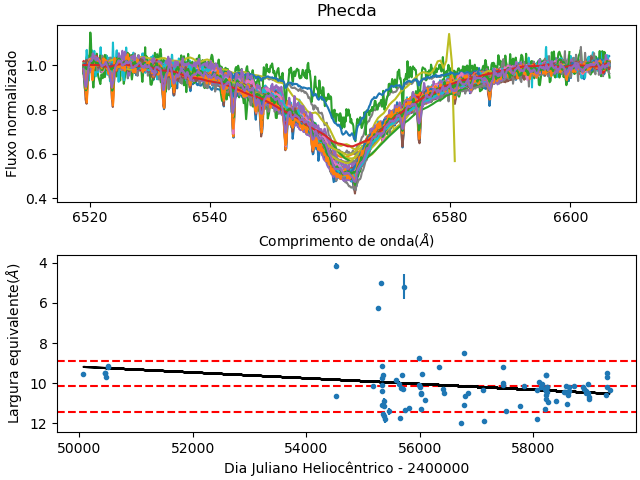 Phecda
Fluxo normalizado
1.0
0.8
0.6
0.4
6520 6540 6560 6580 6600
Comprimento de onda(Å)
Largura equivalente(Å)
4
6
8
10
12
50000 52000 54000 56000 58000
Dia Juliano Heliocêntrico - 2400000